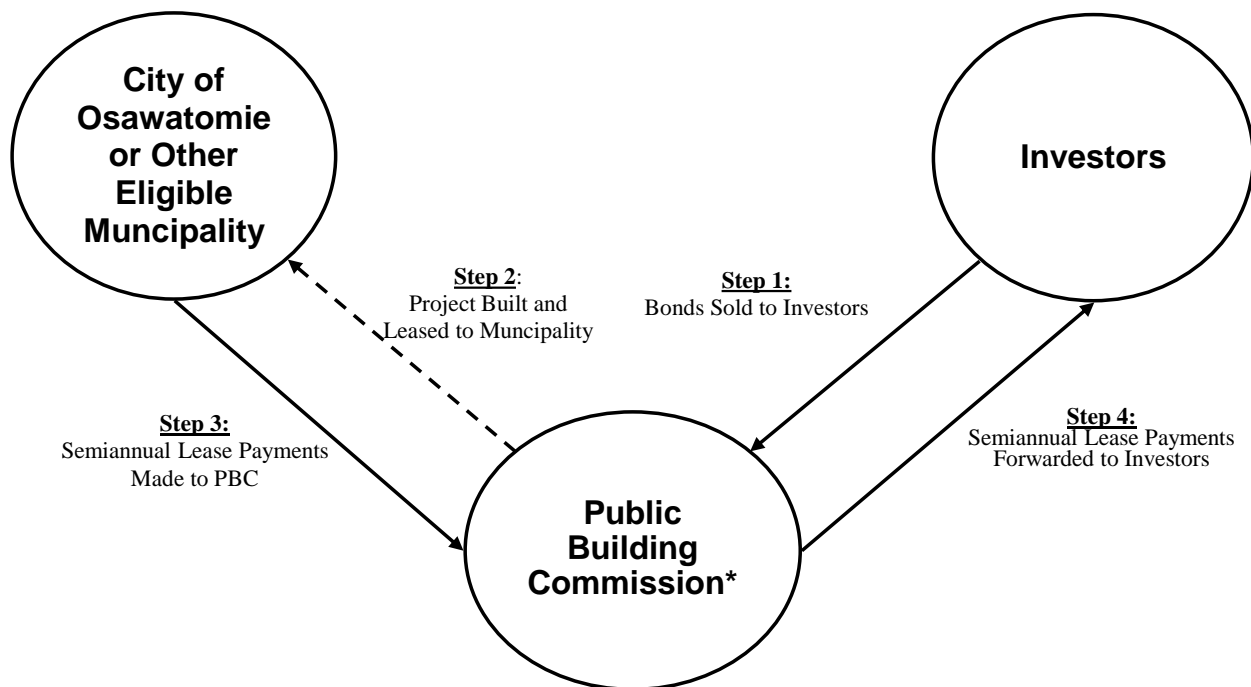 City of
Osawatomie
or Other
Eligible
Muncipality
Investors
Step 2:
Project Built and
Leased to Muncipality
Step 1:
Bonds Sold to Investors
Step 3:
Semiannual Lease Payments
Made to PBC
Step 4:
Semiannual Lease Payments
Forwarded to Investors
Public
Building
Commission*